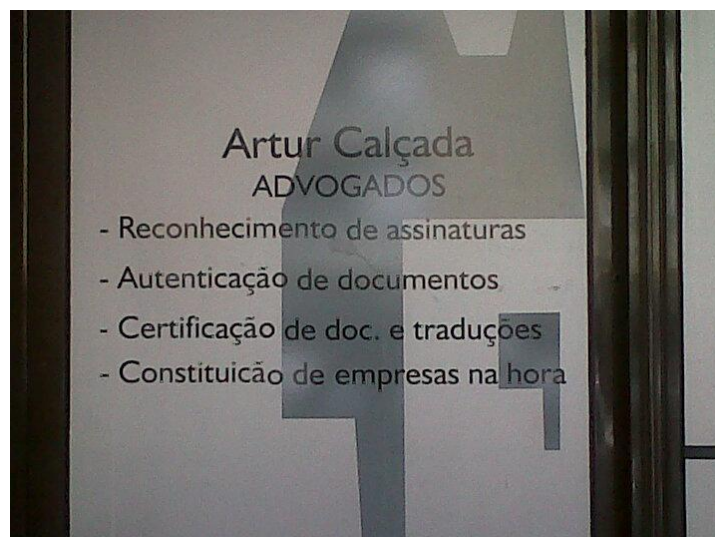 Artur Calçada
ADVOGADOS
- Reconhecimento de assinaturas
- Autenticação de documentos
- Certificação de doc. e traduções
- Constituicão de empresas na hora